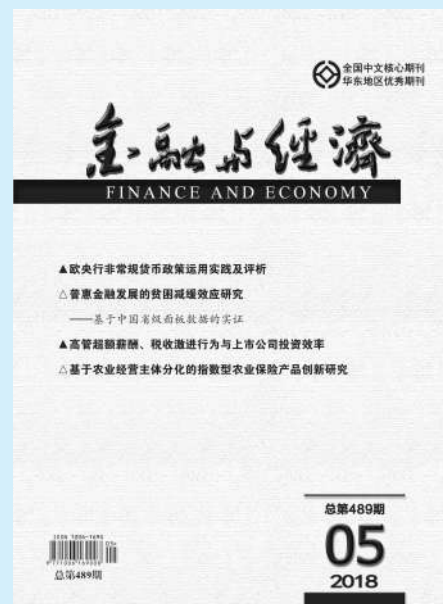 全国中文核心期刊
华东地区优秀期刊
金融与经济
FINANCE AND ECONOMY
▲欧央行非常规货币政策运用实践及评析
△普惠金融发展的贫困减缓效应研究
——基于中国省级面板数据的实证
▲高管超额薪酬、税收激进行为与上市公司投资效率
△基于农业经营主体分化的指数型农业保险产品创新研究
总第489期
05
2018
总第489期